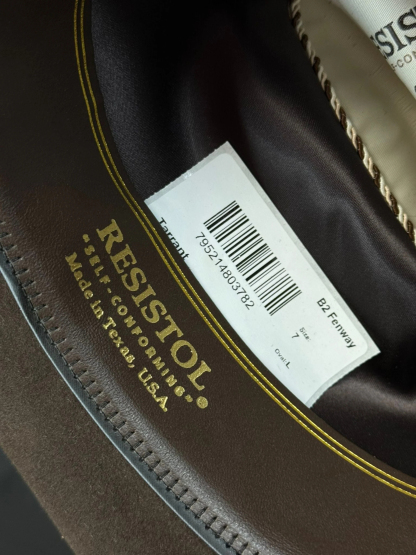 RESISTOL®
"SELF-CONFORMING"
Made in Texas, U.S.A.
Tarrant
795214803782
B2 Fenway
Size:
7
Oval: L